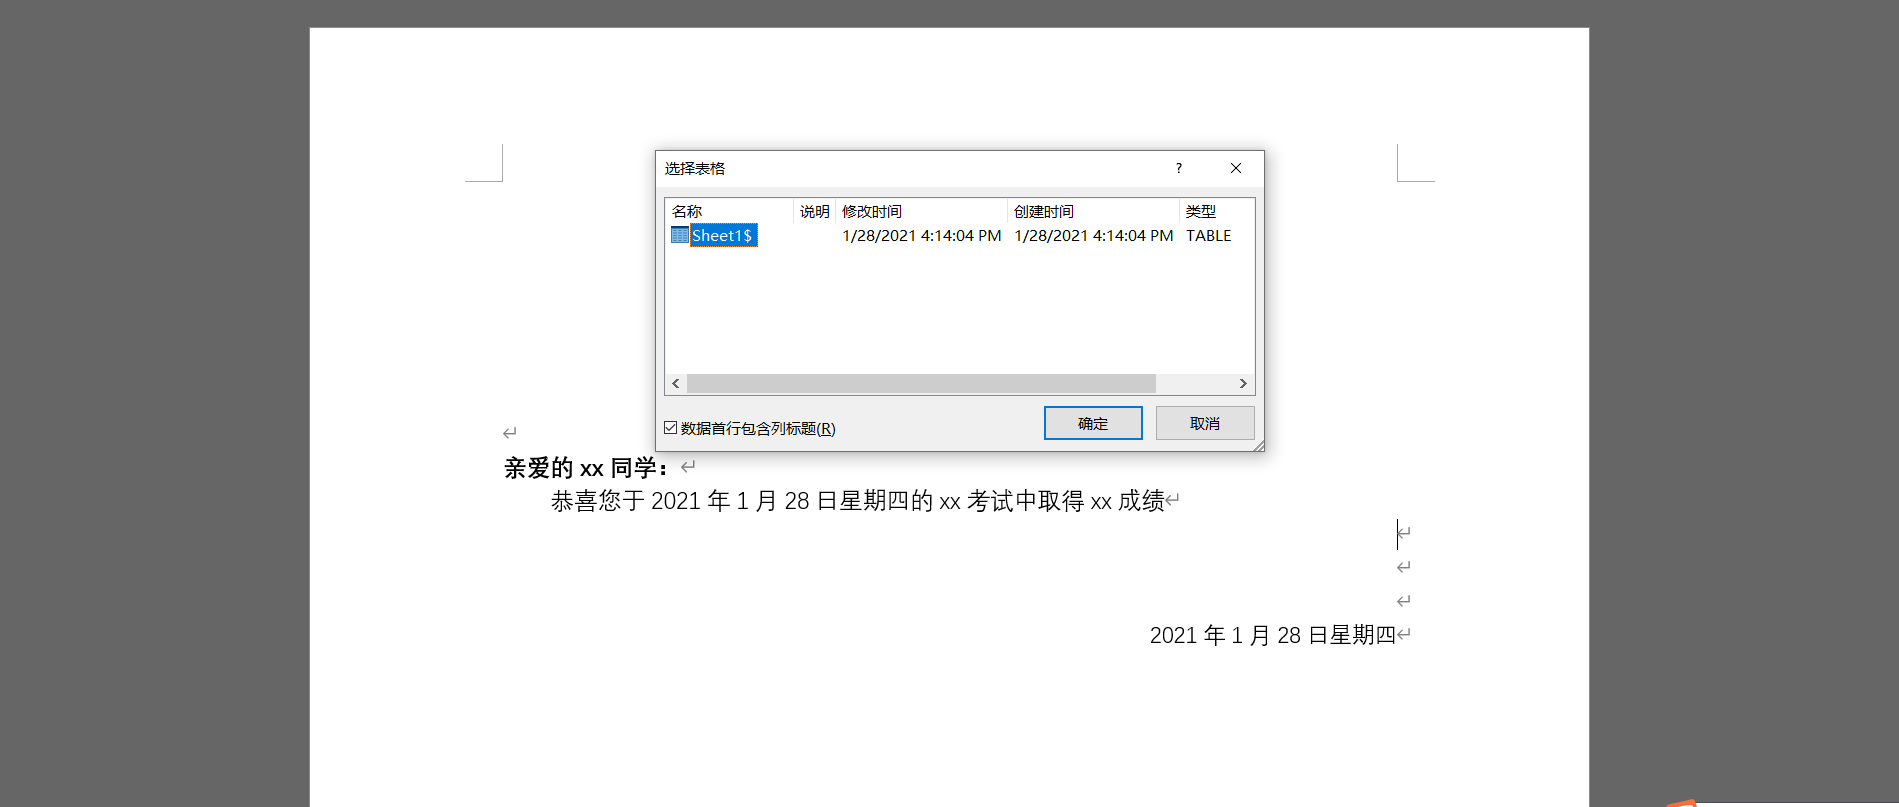 选择表格 ?
名称 说明 修改时间 创建时间 类型
Sheet1$ 1/28/2021 4:14:04 PM 1/28/2021 4:14:04 PM TABLE
数据首行包含列标题(R) 确定 取消
亲爱的 xx 同学：
恭喜您于 2021 年 1 月 28 日星期四的 xx 考试中取得 xx 成绩
2021 年 1 月 28 日星期四